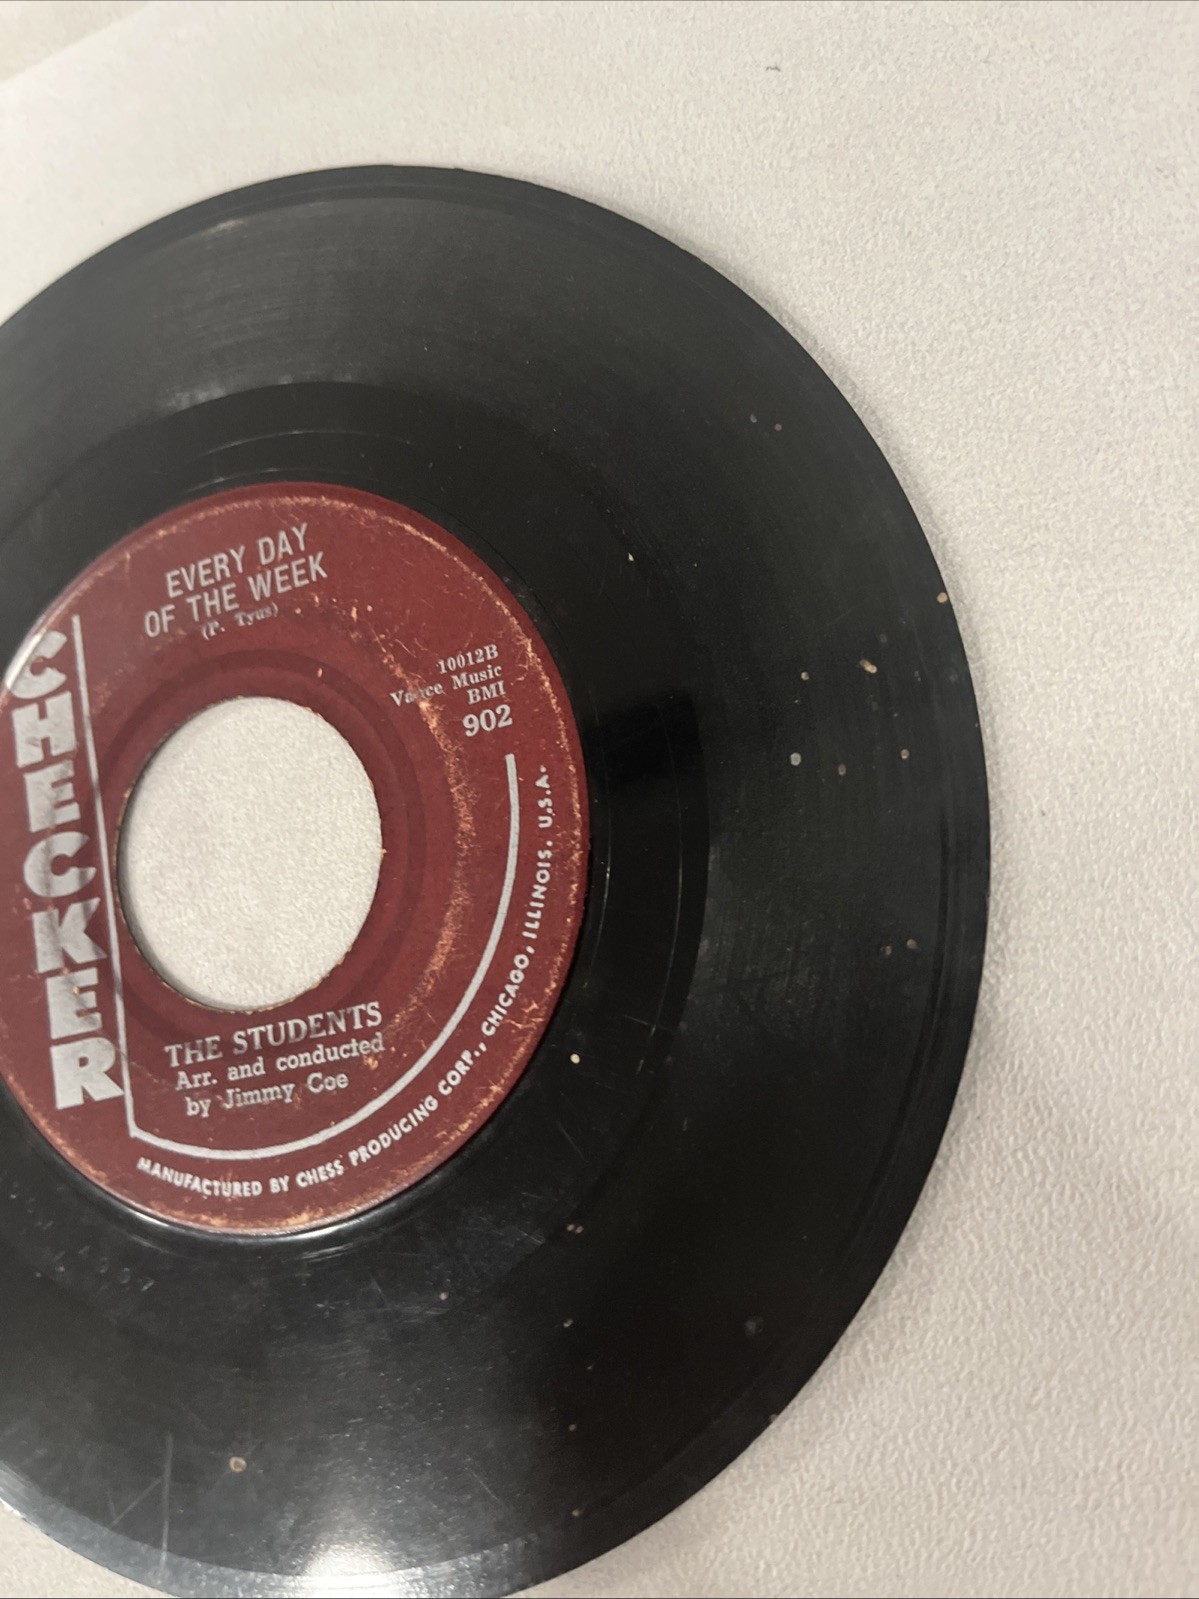 EVERY DAY
OF THE WEEK
(P. Tyus)
10012B
Music
BMI
902
CHECKER
THE STUDENTS
Arr. and conducted
by Jimmy Coe
MANUFACTURED BY CHESS PRODUCING CORP., CHICAGO, ILLINOIS, U.S.A.